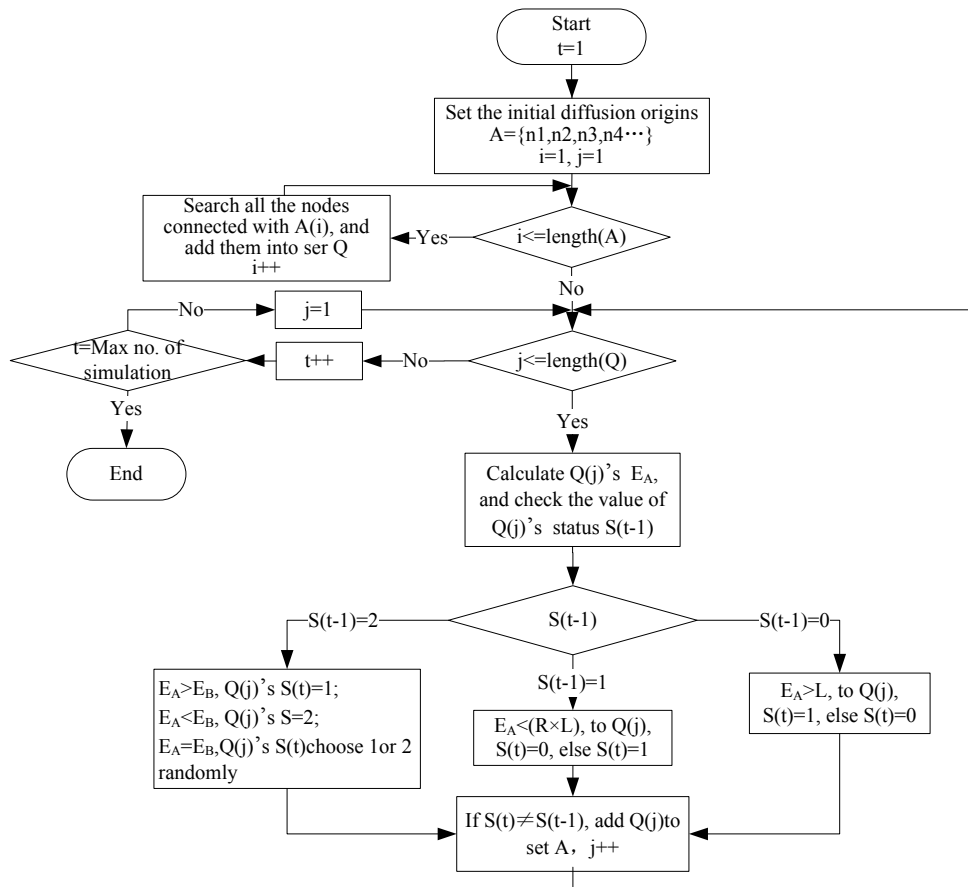 Start
t=1
Set the initial diffusion origins
A={n1,n2,n3,n4⋯}
i=1, j=1
Search all the nodes
connected with A(i), and
add them into ser Q
i++
Yes
i<=length(A)
No
No
j=1
t=Max no. of
simulation
t++
No
j<=length(Q)
Yes
Yes
End
Calculate Q(j)’s E_A,
and check the value of
Q(j)’s status S(t-1)
S(t-1)=2
S(t-1)
S(t-1)=0
S(t-1)=1
E_A>E_B, Q(j)’s S(t)=1;
E_A<E_B, Q(j)’s S=2;
E_A=E_B,Q(j)’s S(t)choose 1or 2
randomly
E_A<(R×L), to Q(j),
S(t)=0, else S(t)=1
E_A>L, to Q(j),
S(t)=1, else S(t)=0
If S(t)≠S(t-1), add Q(j)to
set A，j++